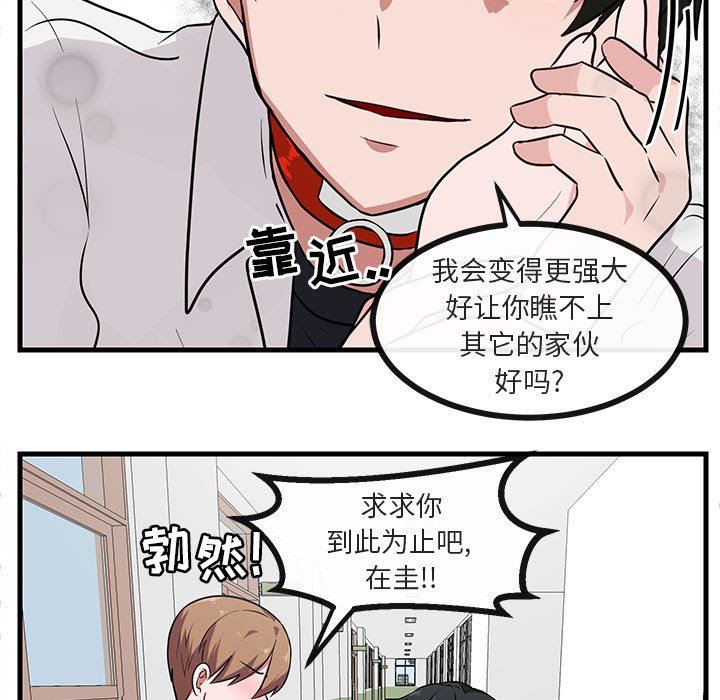 靠近..
我会变得更强大
好让你瞧不上
其它的家伙
好吗?
勃然!
求求你
到此为止吧,
在圭!!